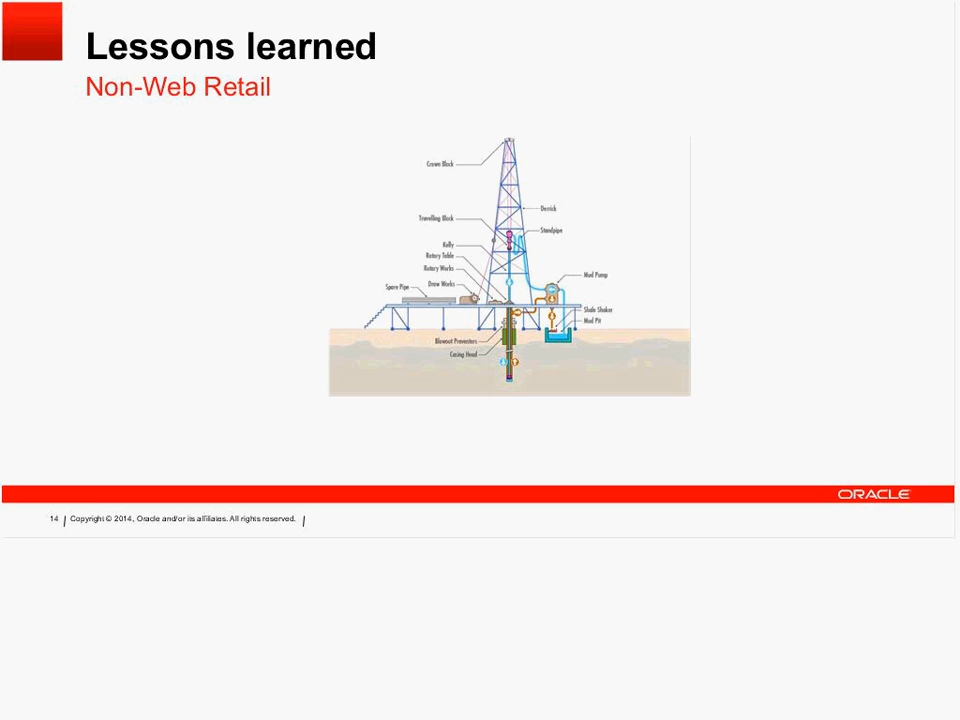 Lessons learned
Non-Web Retail
Crown Block
Derrick
Travelling Block
Standpipe
Kelly
Rotary Table
Rotary Works
Mud Pump
Draw Works
Spare Pipe
Shale Shaker
Mud Pit
Blowout Preventers
Casing Head
ORACLE
14 | Copyright © 2014, Oracle and/or its affiliates. All rights reserved. |